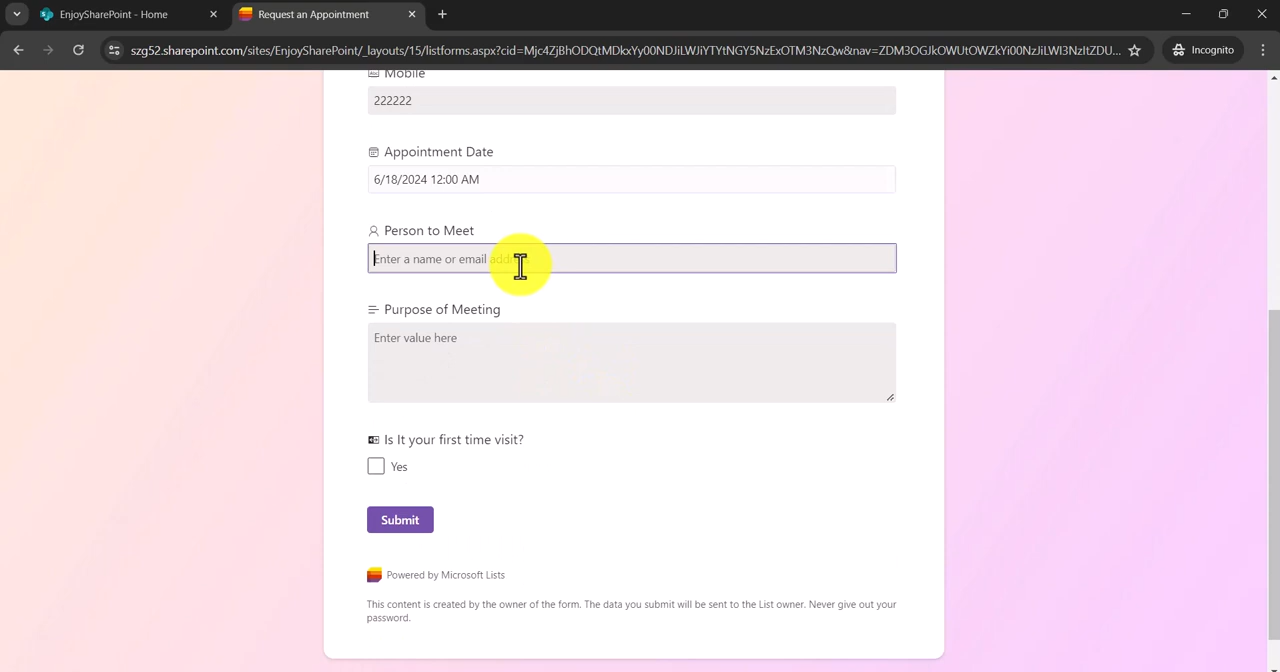 EnjoySharePoint - Home
Request an Appointment
szg52.sharepoint.com/sites/EnjoySharePoint/_layouts/15/listforms.aspx?cid=Mjc4ZjBhODQtMDkxYy00NDJiLWJiYTYtNGY5NzExOTM3NzQw&nav=ZDM3OGJkOWUtOWZkYi00NzJiLWI3NzItZDU...
Incognito
Mobile
222222
Appointment Date
6/18/2024 12:00 AM
Person to Meet
Enter a name or email address
Purpose of Meeting
Enter value here
Is It your first time visit?
Yes
Submit
Powered by Microsoft Lists
This content is created by the owner of the form. The data you submit will be sent to the List owner. Never give out your
password.